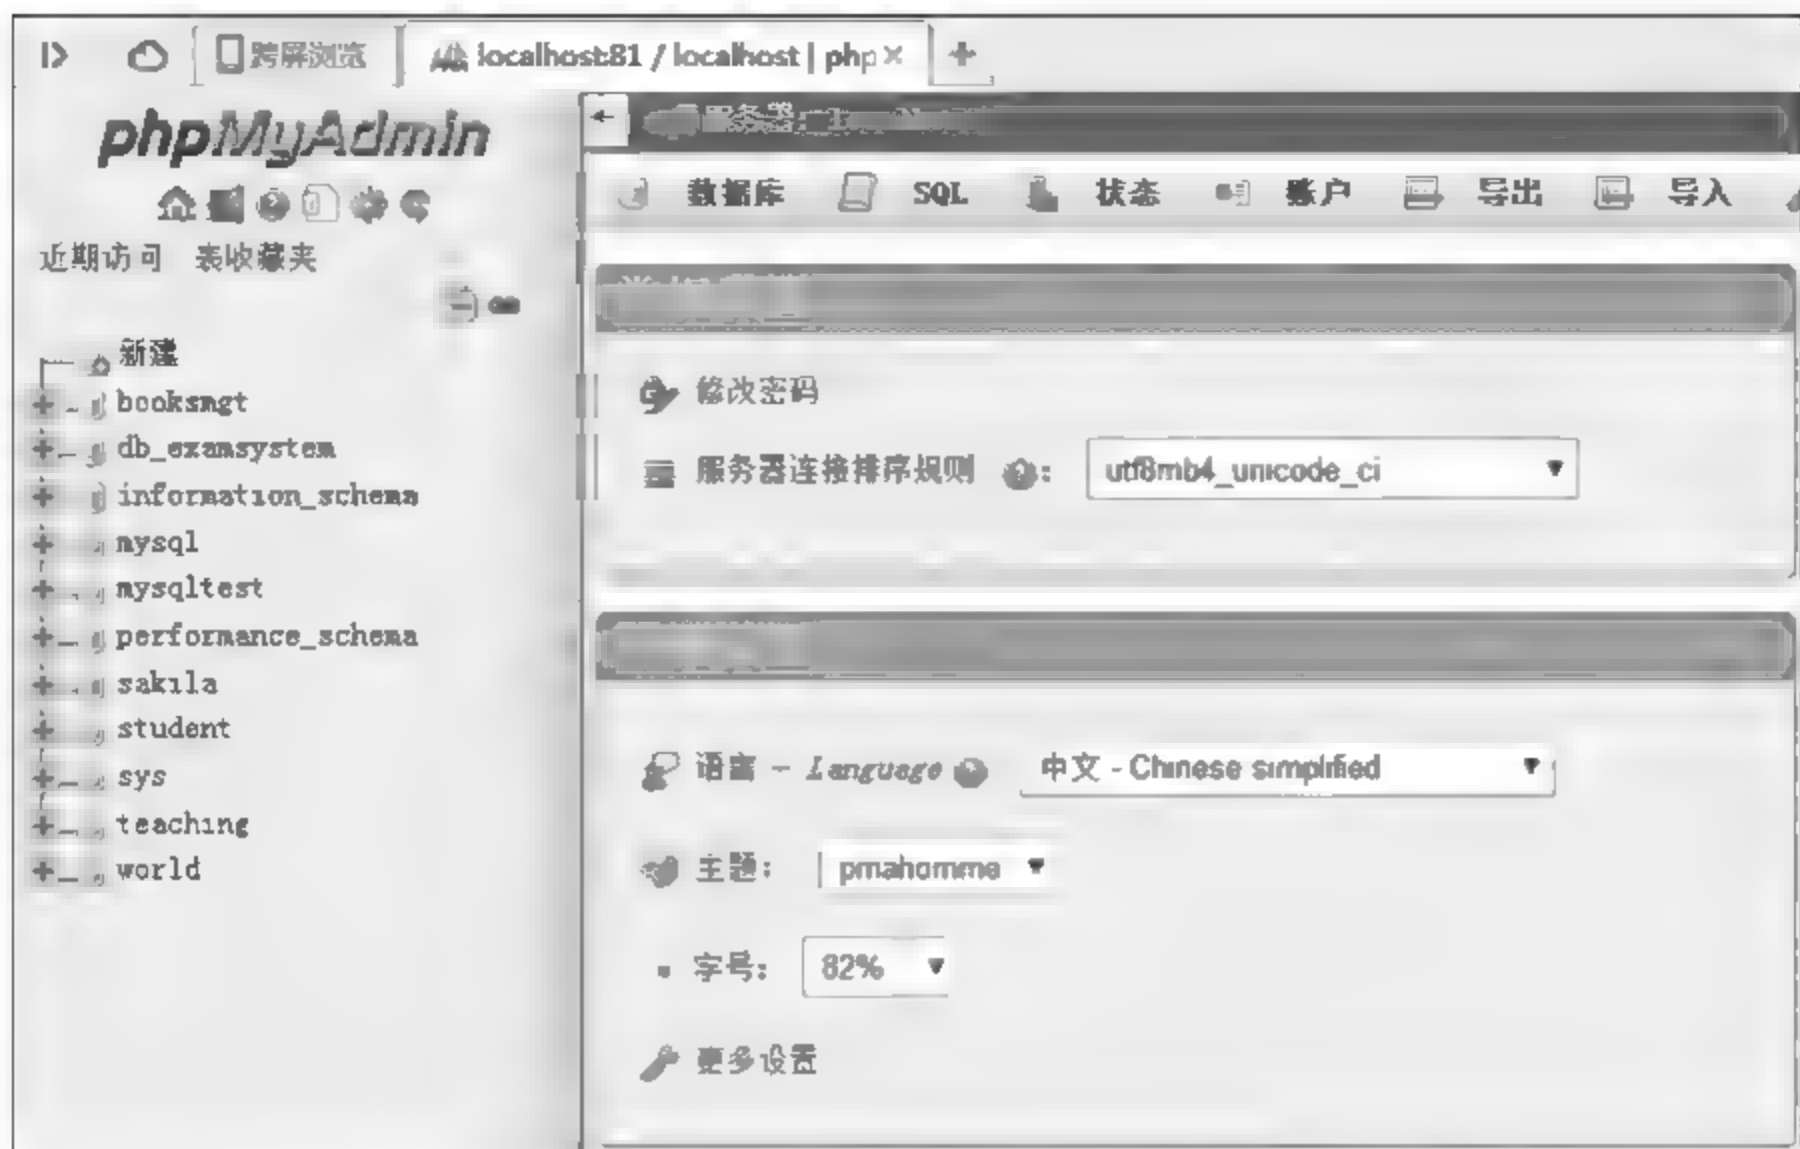 跨屏浏览
localhost:81 / localhost | php ×
phpMyAdmin
近期访问 表收藏夹
新建
booksmgt
db_examsystem
information_schema
mysql
mysqltest
performance_schema
sakila
student
sys
teaching
world
服务器
数据库 SQL 状态 账户 导出 导入
修改密码
服务器连接排序规则 : utf8mb4_unicode_ci
语言 - Language 中文 - Chinese simplified
主题: pmahomme
字号: 82%
更多设置